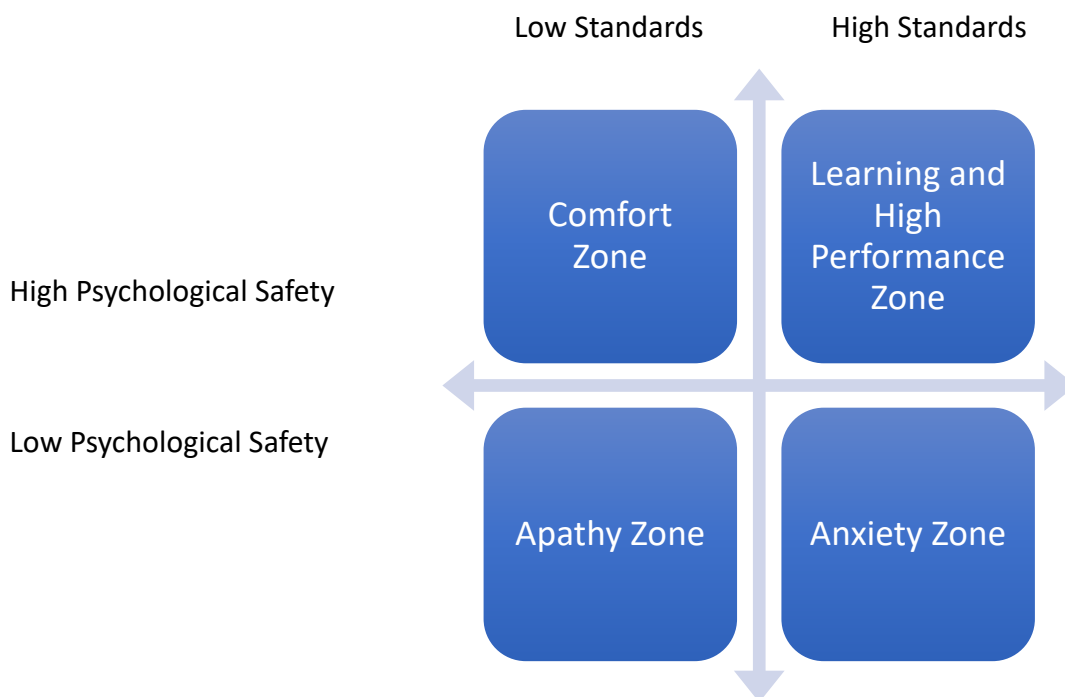 Low Standards
High Standards
Comfort
Zone
Learning and
High
Performance
Zone
High Psychological Safety
Low Psychological Safety
Apathy Zone
Anxiety Zone